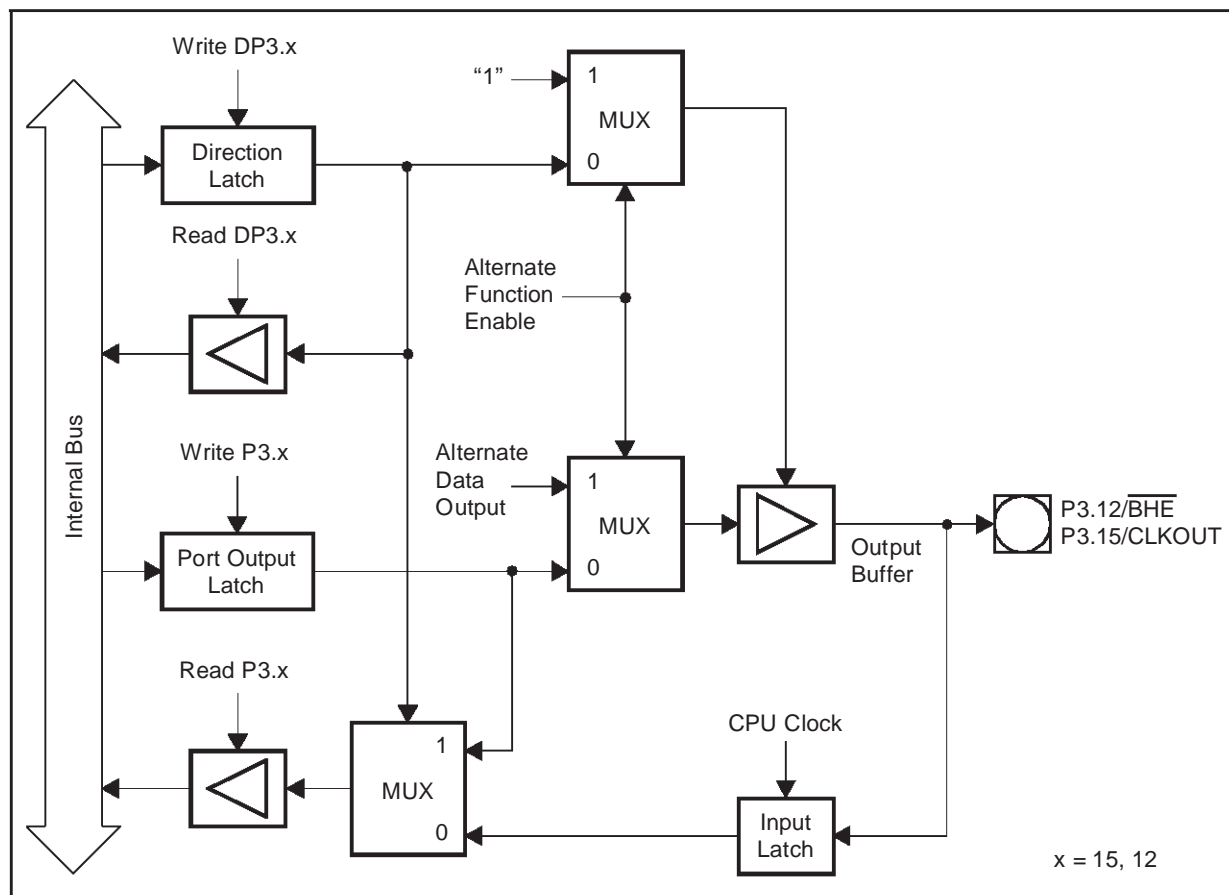 Write DP3.x
“1”
1
MUX
0
Direction
Latch
Read DP3.x
Alternate
Function
Enable
Internal Bus
Write P3.x
Alternate
Data
Output
1
MUX
0
P3.12/B̅H̅E̅
P3.15/CLKOUT
Output
Buffer
Port Output
Latch
Read P3.x
CPU Clock
1
MUX
0
Input
Latch
x = 15, 12